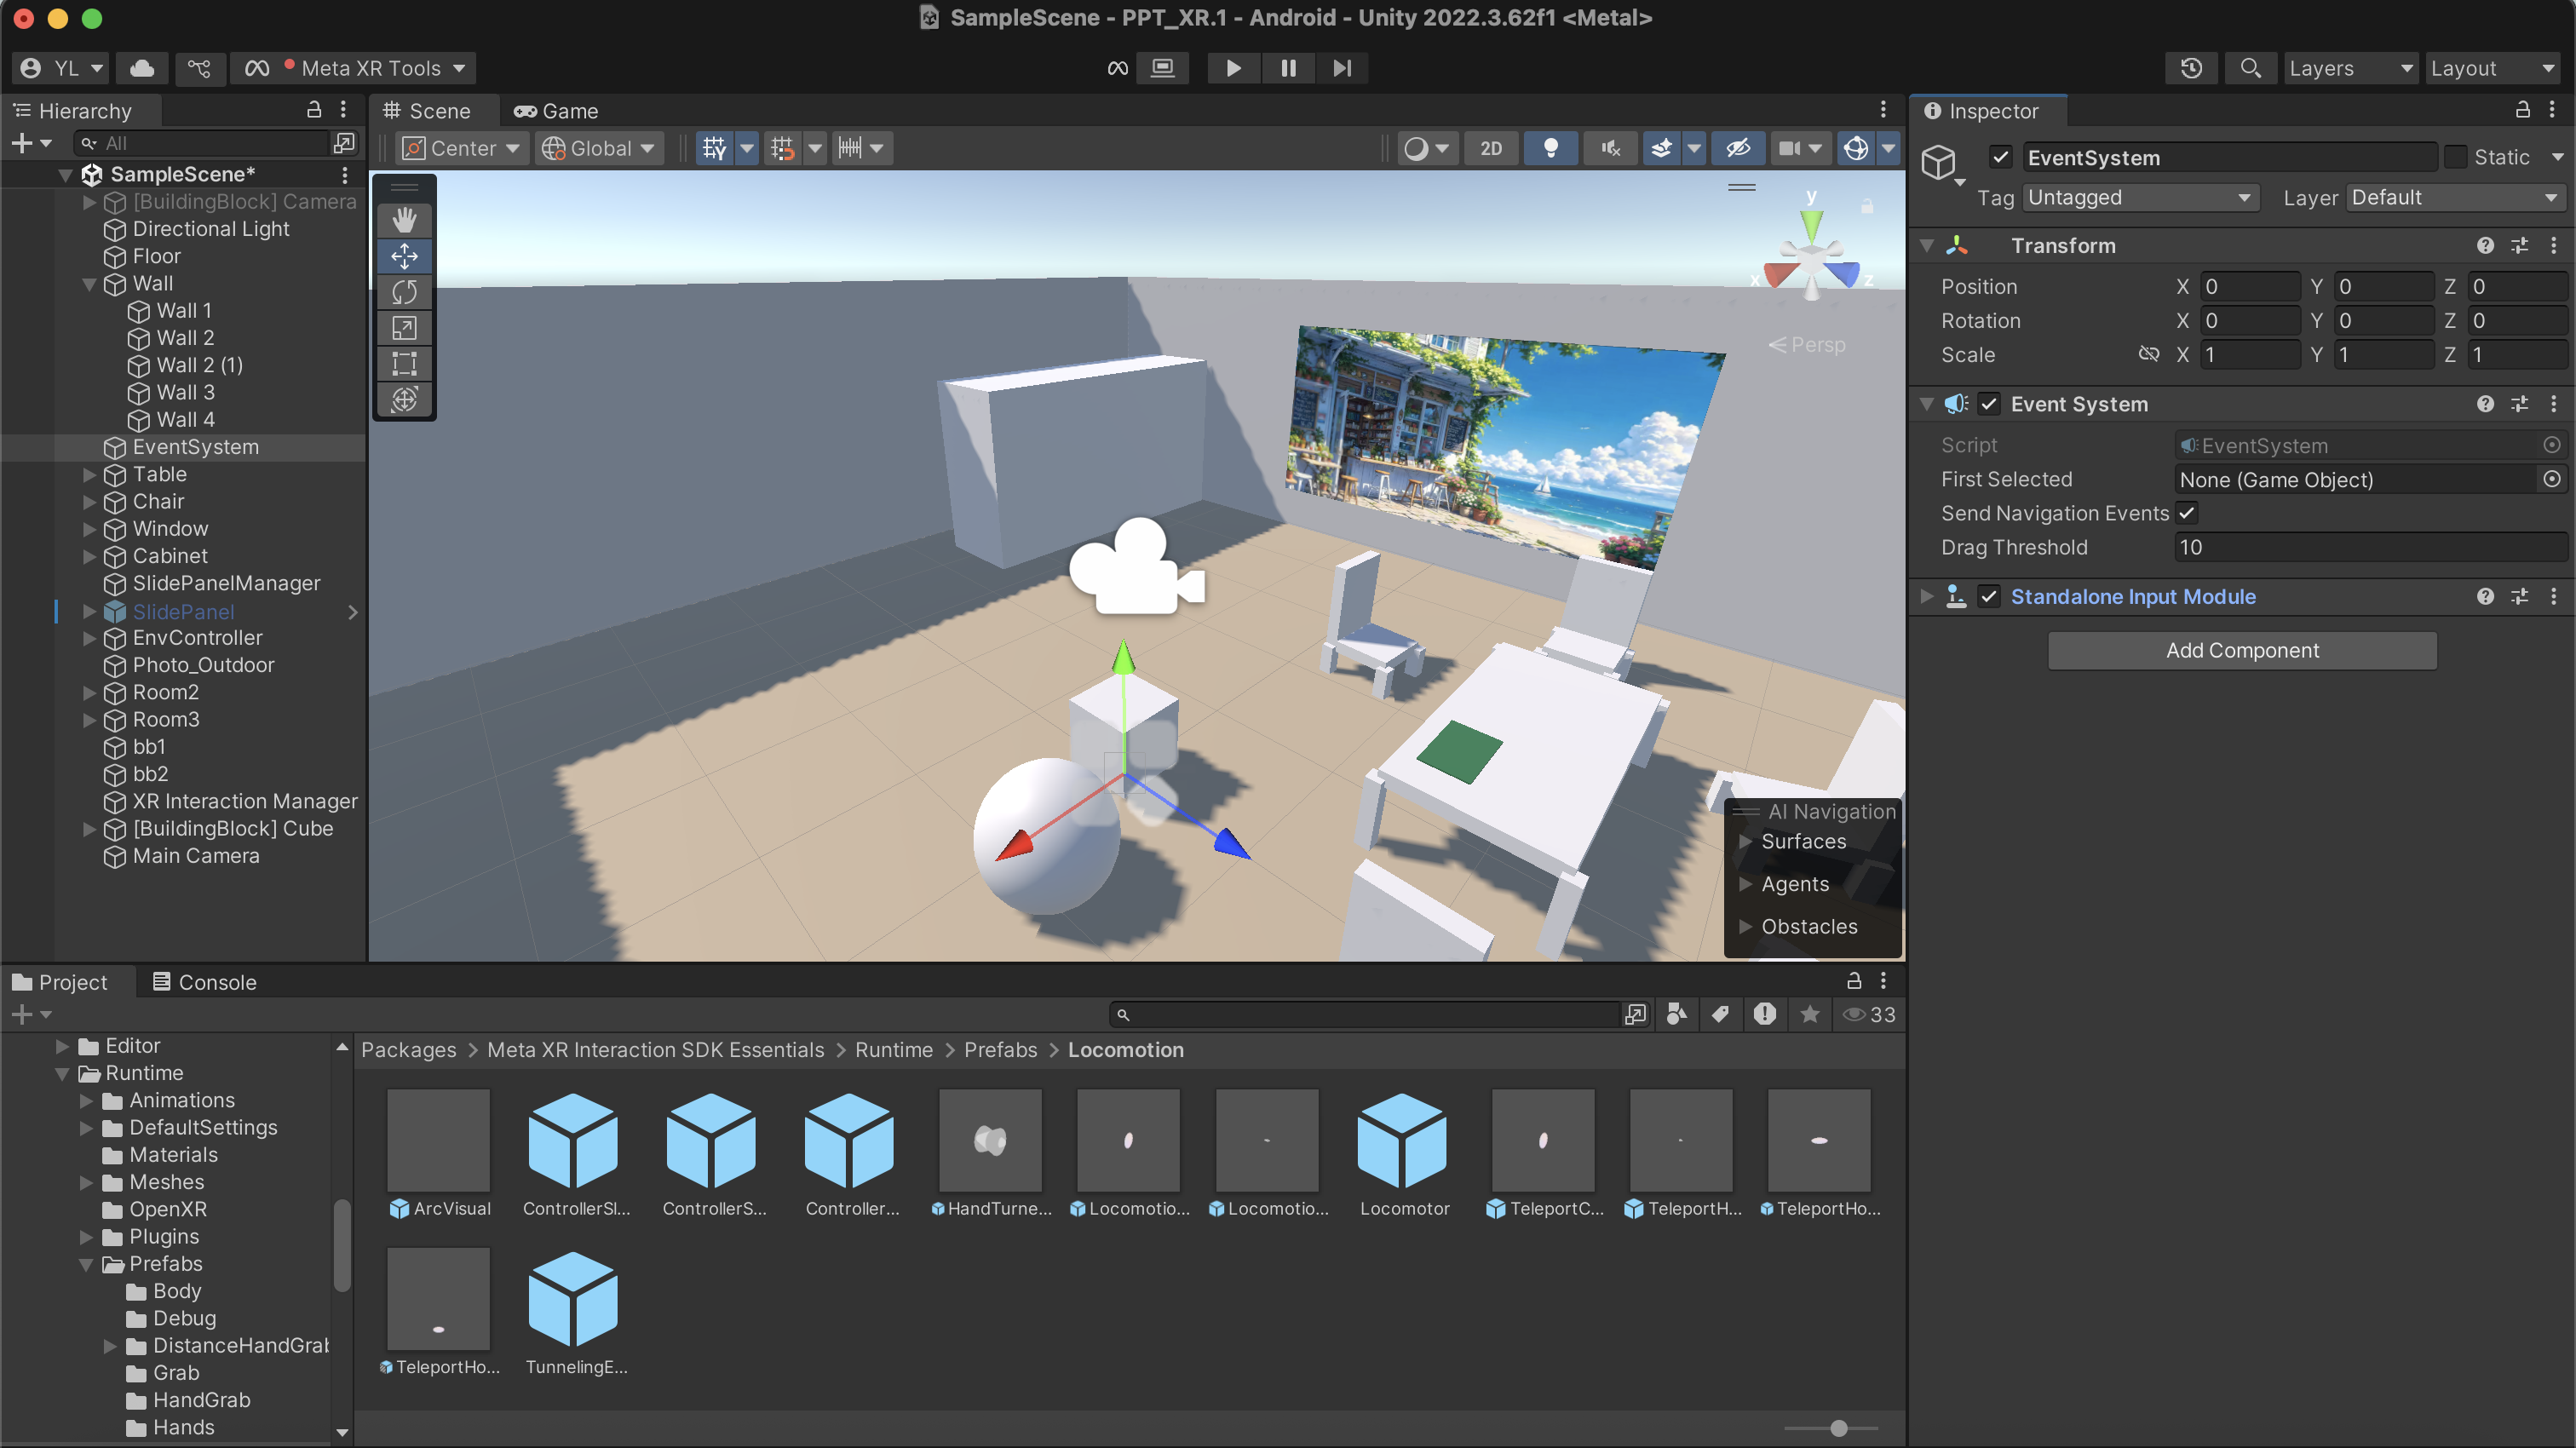 SampleScene - PPT_XR.1 - Android - Unity 2022.3.62f1 <Metal>
YL
Meta XR Tools
Layers
Layout
Hierarchy
All
SampleScene*
[BuildingBlock] Camera
Directional Light
Floor
Wall
Wall 1
Wall 2
Wall 2 (1)
Wall 3
Wall 4
EventSystem
Table
Chair
Window
Cabinet
SlidePanelManager
SlidePanel
EnvController
Photo_Outdoor
Room2
Room3
bb1
bb2
XR Interaction Manager
[BuildingBlock] Cube
Main Camera
Scene
Game
Center
Global
2D
y
x
z
Persp
AI Navigation
Surfaces
Agents
Obstacles
Inspector
EventSystem
Static
Tag
Untagged
Layer
Default
Transform
Position X 0 Y 0 Z 0
Rotation X 0 Y 0 Z 0
Scale X 1 Y 1 Z 1
Event System
Script
EventSystem
First Selected
None (Game Object)
Send Navigation Events
Drag Threshold
10
Standalone Input Module
Add Component
Project
Console
33
Editor
Runtime
Animations
DefaultSettings
Materials
Meshes
OpenXR
Plugins
Prefabs
Body
Debug
DistanceHandGrab
Grab
HandGrab
Hands
Packages > Meta XR Interaction SDK Essentials > Runtime > Prefabs > Locomotion
ArcVisual
ControllerSl...
ControllerS...
Controller...
HandTurne...
Locomotio...
Locomotio...
Locomotor
TeleportC...
TeleportH...
TeleportHo...
TeleportHo...
TunnelingE...